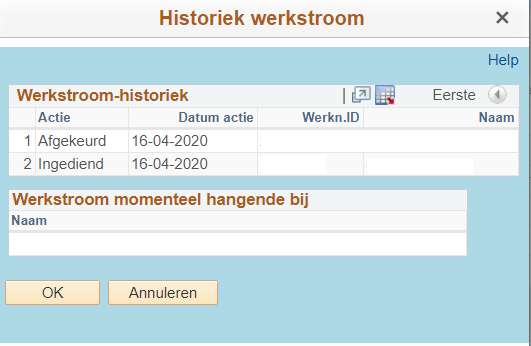 Historiek werkstroom ×
Help
Werkstroom-historiek | Eerste
Actie Datum actie Werkn.ID Naam
1 Afgekeurd 16-04-2020
2 Ingediend 16-04-2020
Werkstroom momenteel hangende bij
Naam
OK Annuleren